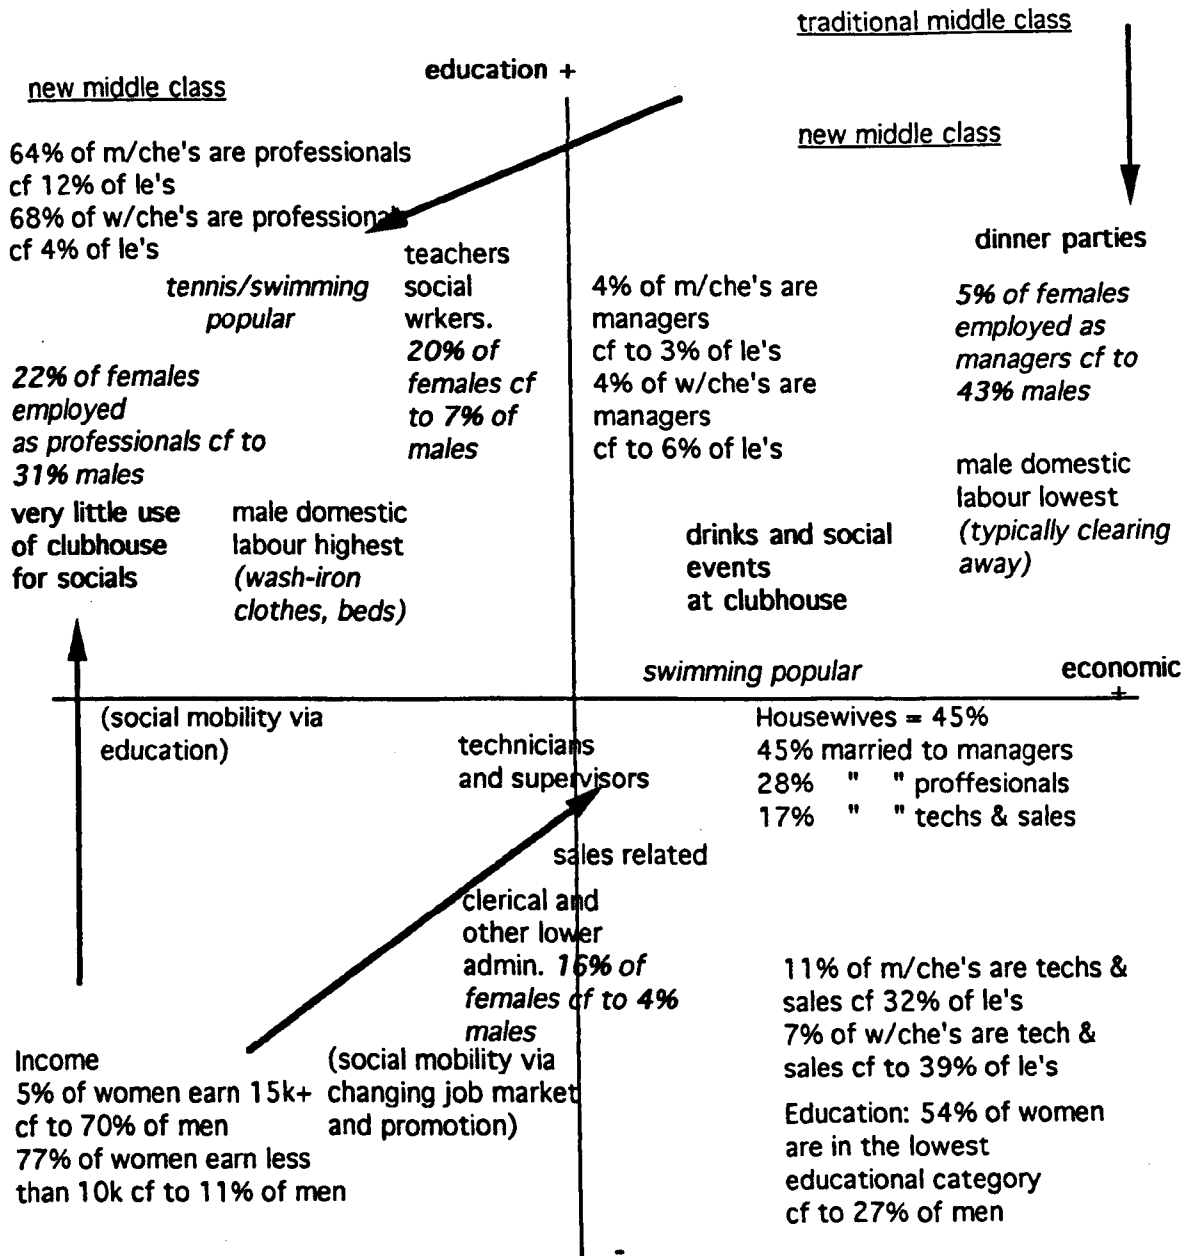 traditional middle class
education +
new middle class
new middle class
64% of m/che's are professionals
cf 12% of le's
68% of w/che's are professionals
cf 4% of le's
teachers
social
wrkers.
20% of
females cf
to 7% of
males
tennis/swimming
popular
22% of females
employed
as professionals cf to
31% males
very little use
of clubhouse
for socials
male domestic
labour highest
(wash-iron
clothes, beds)
4% of m/che's are
managers
cf to 3% of le's
4% of w/che's are
managers
cf to 6% of le's
dinner parties
5% of females
employed as
managers cf to
43% males
male domestic
labour lowest
(typically clearing
away)
drinks and social
events
at clubhouse
swimming popular
economic
+
(social mobility via
education)
technicians
and supervisors
Housewives = 45%
45% married to managers
28% " " proffesionals
17% " " techs & sales
sales related
clerical and
other lower
admin. 16% of
females cf to 4%
males
11% of m/che's are techs &
sales cf 32% of le's
7% of w/che's are tech &
sales cf to 39% of le's
Income
5% of women earn 15k+
cf to 70% of men
77% of women earn less
than 10k cf to 11% of men
(social mobility via
changing job market
and promotion)
Education: 54% of women
are in the lowest
educational category
cf to 27% of men
-